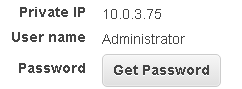 Private IP 10.0.3.75
User name Administrator
Password Get Password